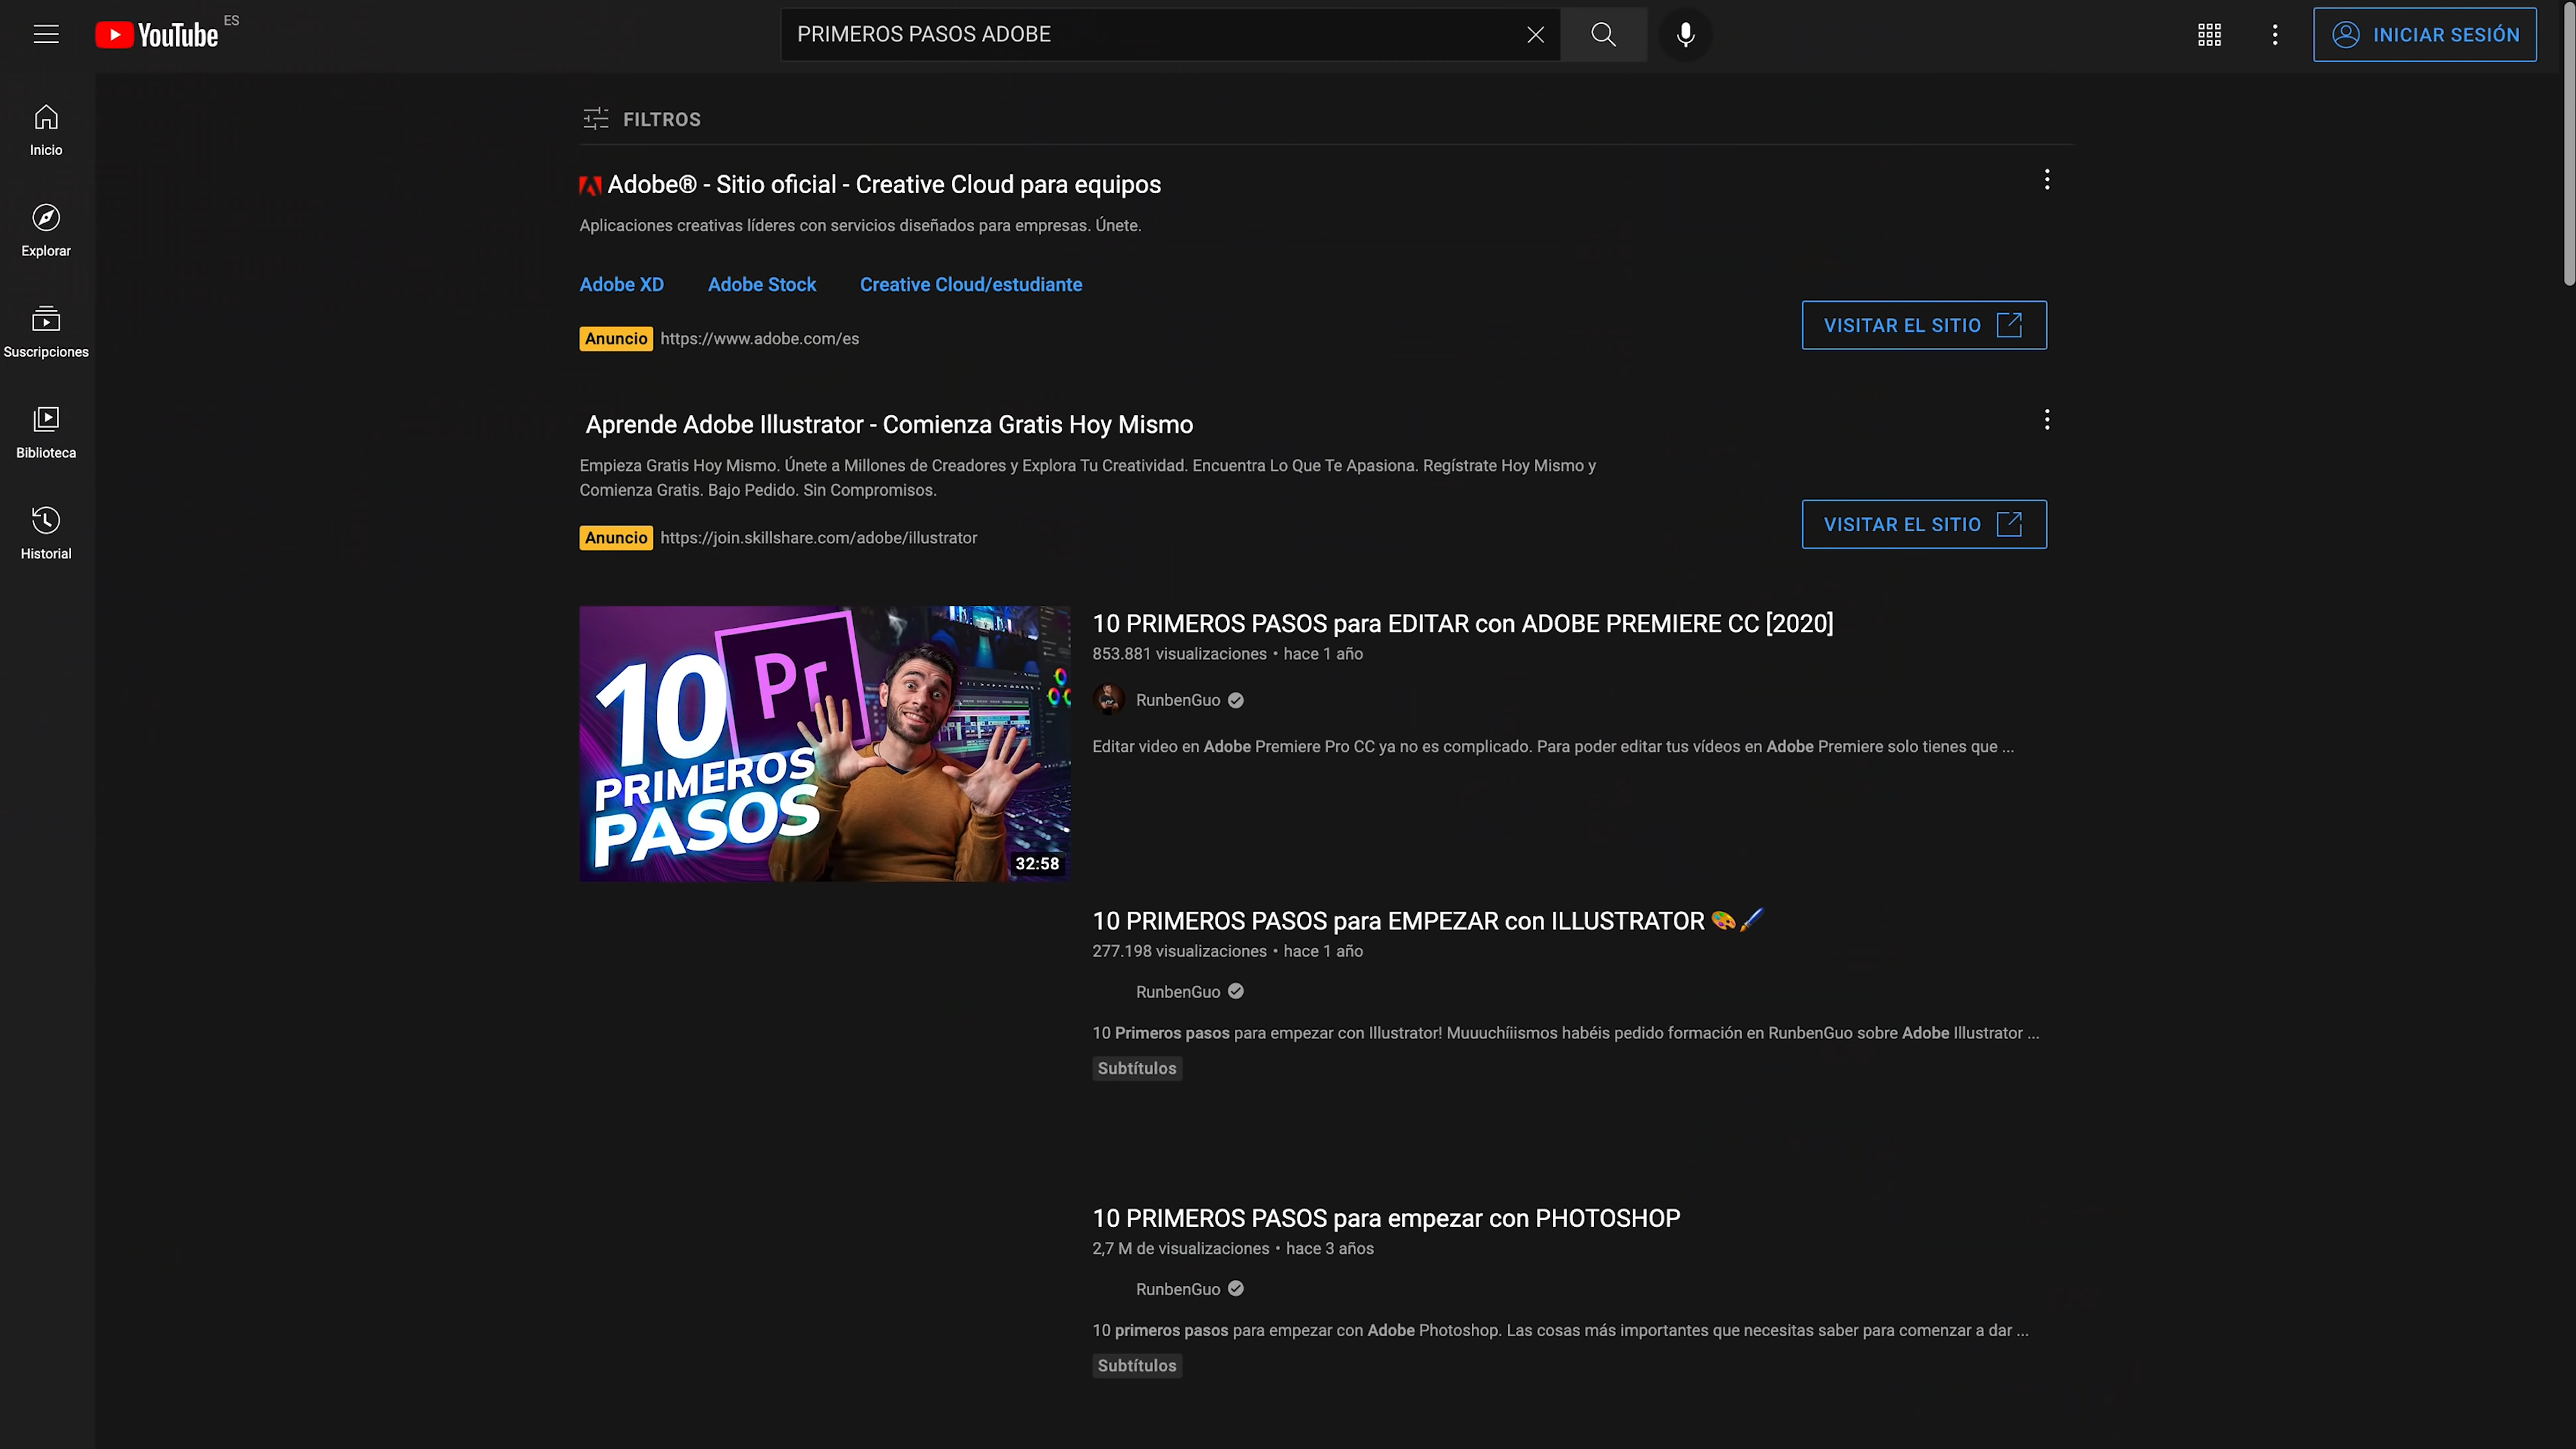 YouTube ES
PRIMEROS PASOS ADOBE
INICIAR SESIÓN
Inicio
Explorar
Suscripciones
Biblioteca
Historial
FILTROS
Adobe® - Sitio oficial - Creative Cloud para equipos
Aplicaciones creativas líderes con servicios diseñados para empresas. Únete.
Adobe XD Adobe Stock Creative Cloud/estudiante
Anuncio https://www.adobe.com/es
VISITAR EL SITIO
Aprende Adobe Illustrator - Comienza Gratis Hoy Mismo
Empieza Gratis Hoy Mismo. Únete a Millones de Creadores y Explora Tu Creatividad. Encuentra Lo Que Te Apasiona. Regístrate Hoy Mismo y
Comienza Gratis. Bajo Pedido. Sin Compromisos.
Anuncio https://join.skillshare.com/adobe/illustrator
VISITAR EL SITIO
Pr
10
PRIMEROS
PASOS
32:58
10 PRIMEROS PASOS para EDITAR con ADOBE PREMIERE CC [2020]
853.881 visualizaciones • hace 1 año
RunbenGuo
Editar video en Adobe Premiere Pro CC ya no es complicado. Para poder editar tus vídeos en Adobe Premiere solo tienes que ...
10 PRIMEROS PASOS para EMPEZAR con ILLUSTRATOR 🎨🖌️
277.198 visualizaciones • hace 1 año
RunbenGuo
10 Primeros pasos para empezar con Illustrator! Muuuchíiismos habéis pedido formación en RunbenGuo sobre Adobe Illustrator ...
Subtítulos
10 PRIMEROS PASOS para empezar con PHOTOSHOP
2,7 M de visualizaciones • hace 3 años
RunbenGuo
10 primeros pasos para empezar con Adobe Photoshop. Las cosas más importantes que necesitas saber para comenzar a dar ...
Subtítulos